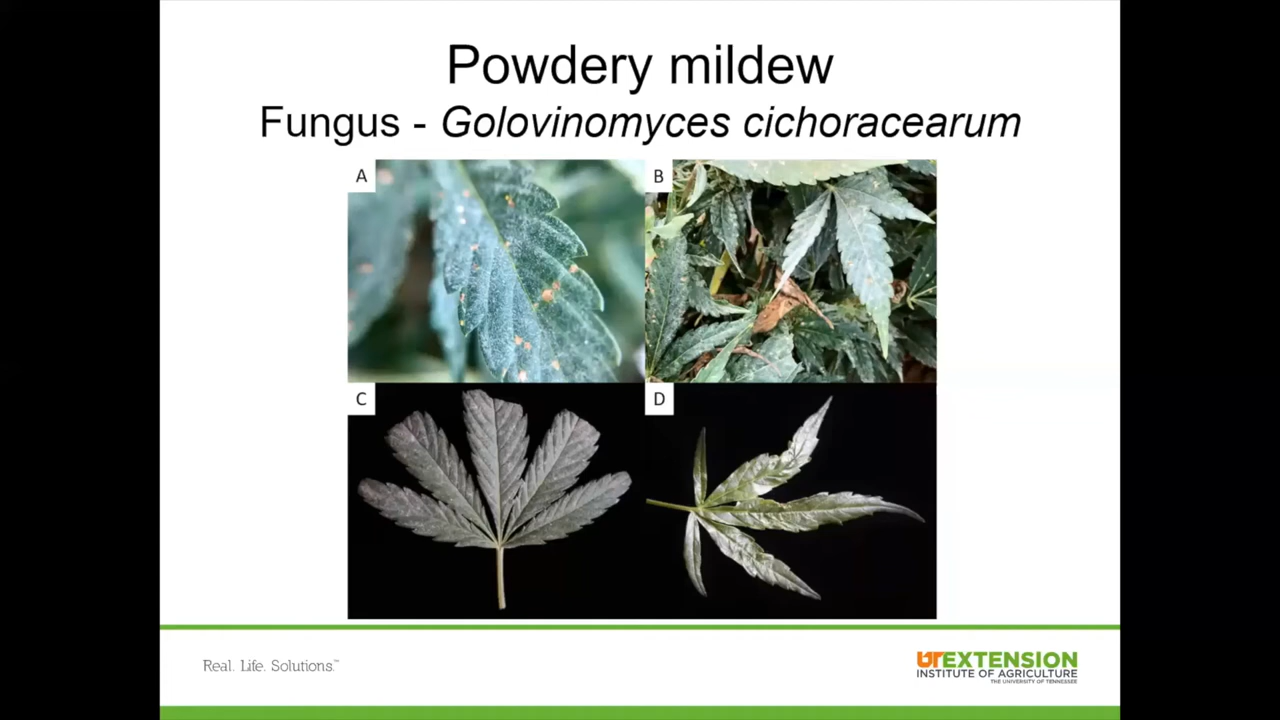 Powdery mildew
Fungus - Golovinomyces cichoracearum
A
B
C
D
Real. Life. Solutions.™
UTEXTENSION
INSTITUTE OF AGRICULTURE
THE UNIVERSITY OF TENNESSEE